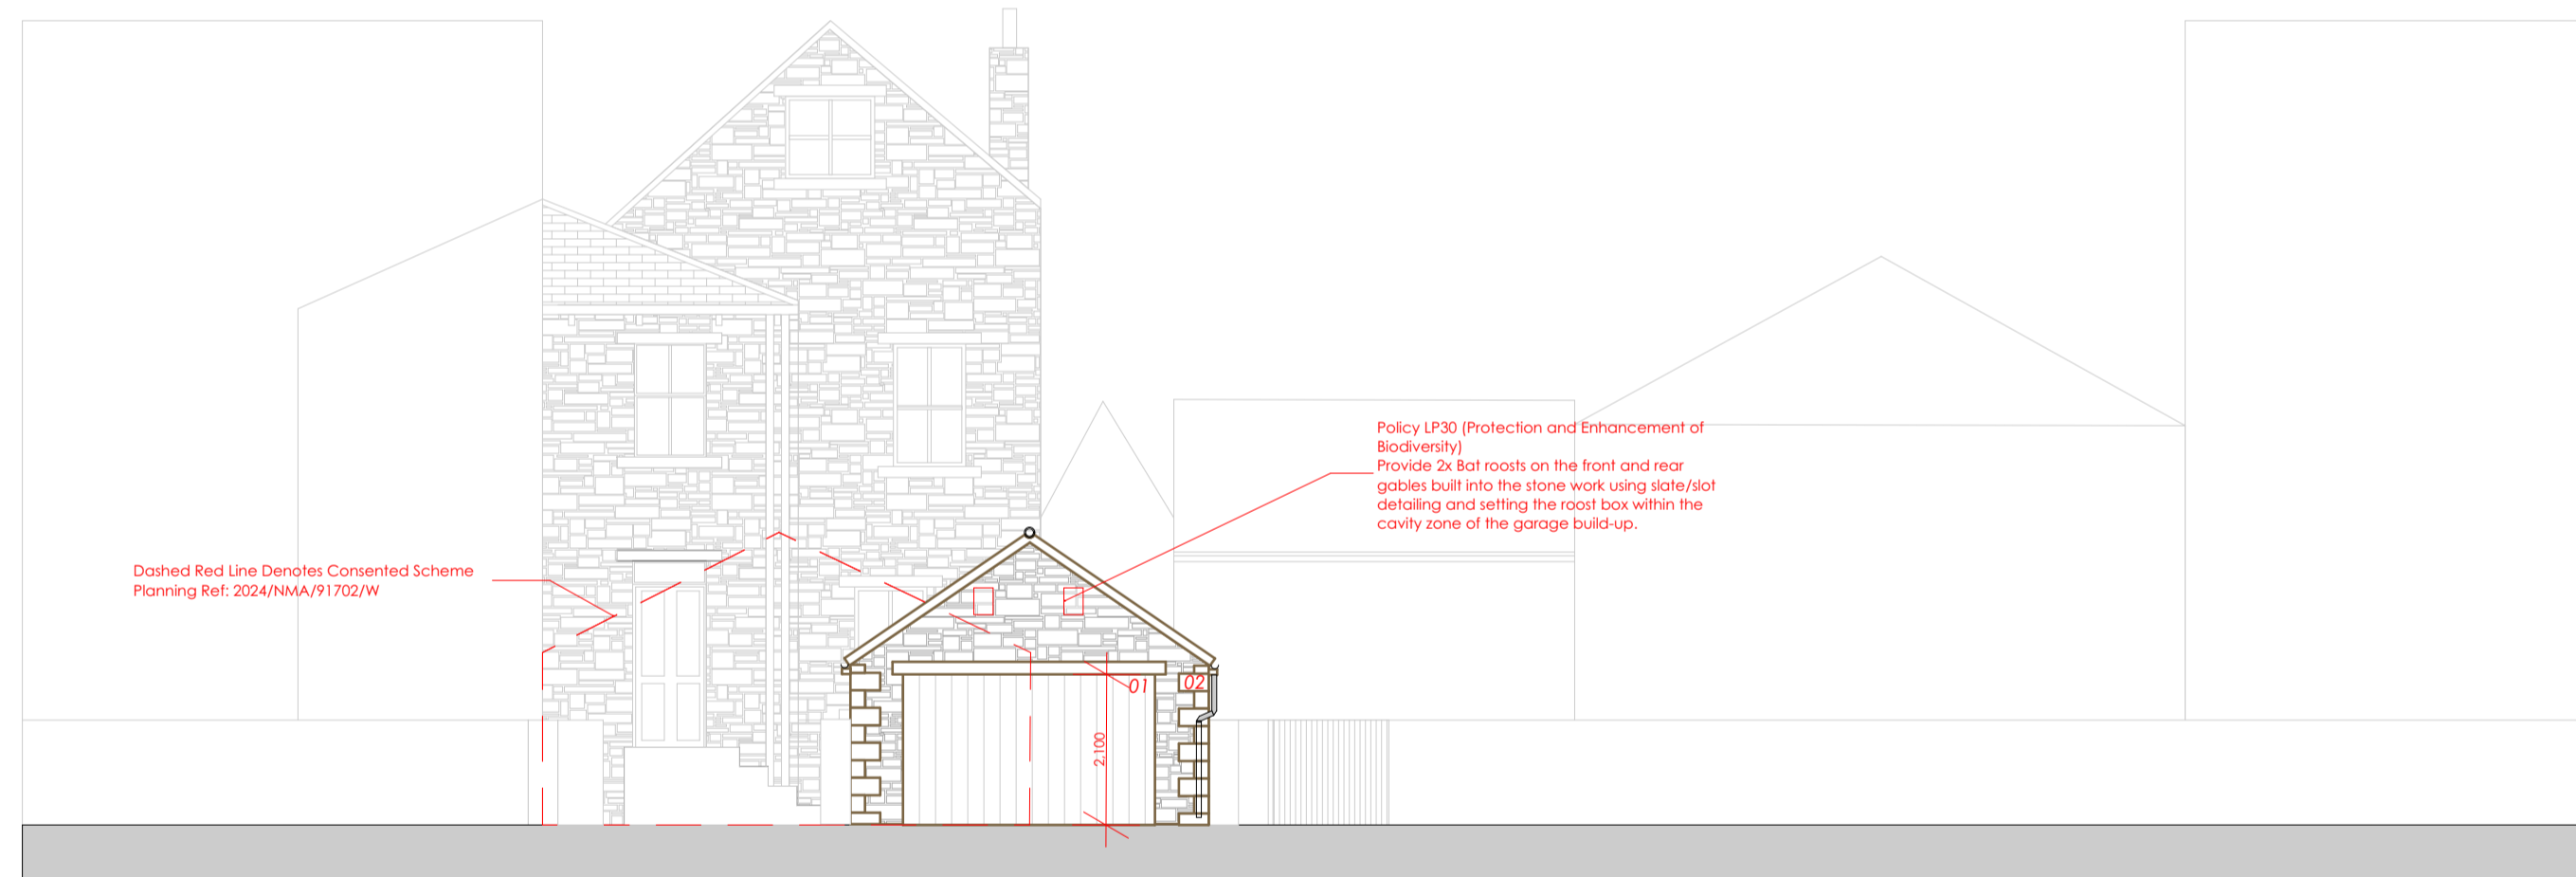 Policy LP30 (Protection and Enhancement of
Biodiversity)
Provide 2x Bat roosts on the front and rear
gables built into the stone work using slate/slot
detailing and setting the roost box within the
cavity zone of the garage build-up.
Dashed Red Line Denotes Consented Scheme
Planning Ref: 2024/NMA/91702/W
01
02
2.100